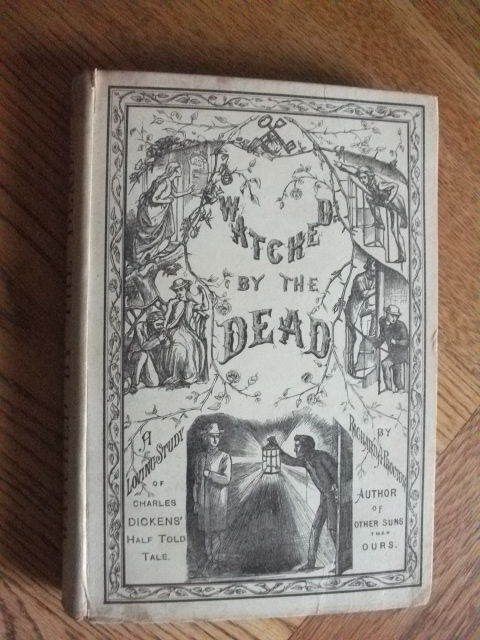 WATCHED
BY THE
DEAD
A
LOVING STUDY
OF
CHARLES
DICKENS'
HALF TOLD
TALE.
BY
RICHARD A. PROCTOR
AUTHOR
OF
OTHER SUNS
THAN
OURS.